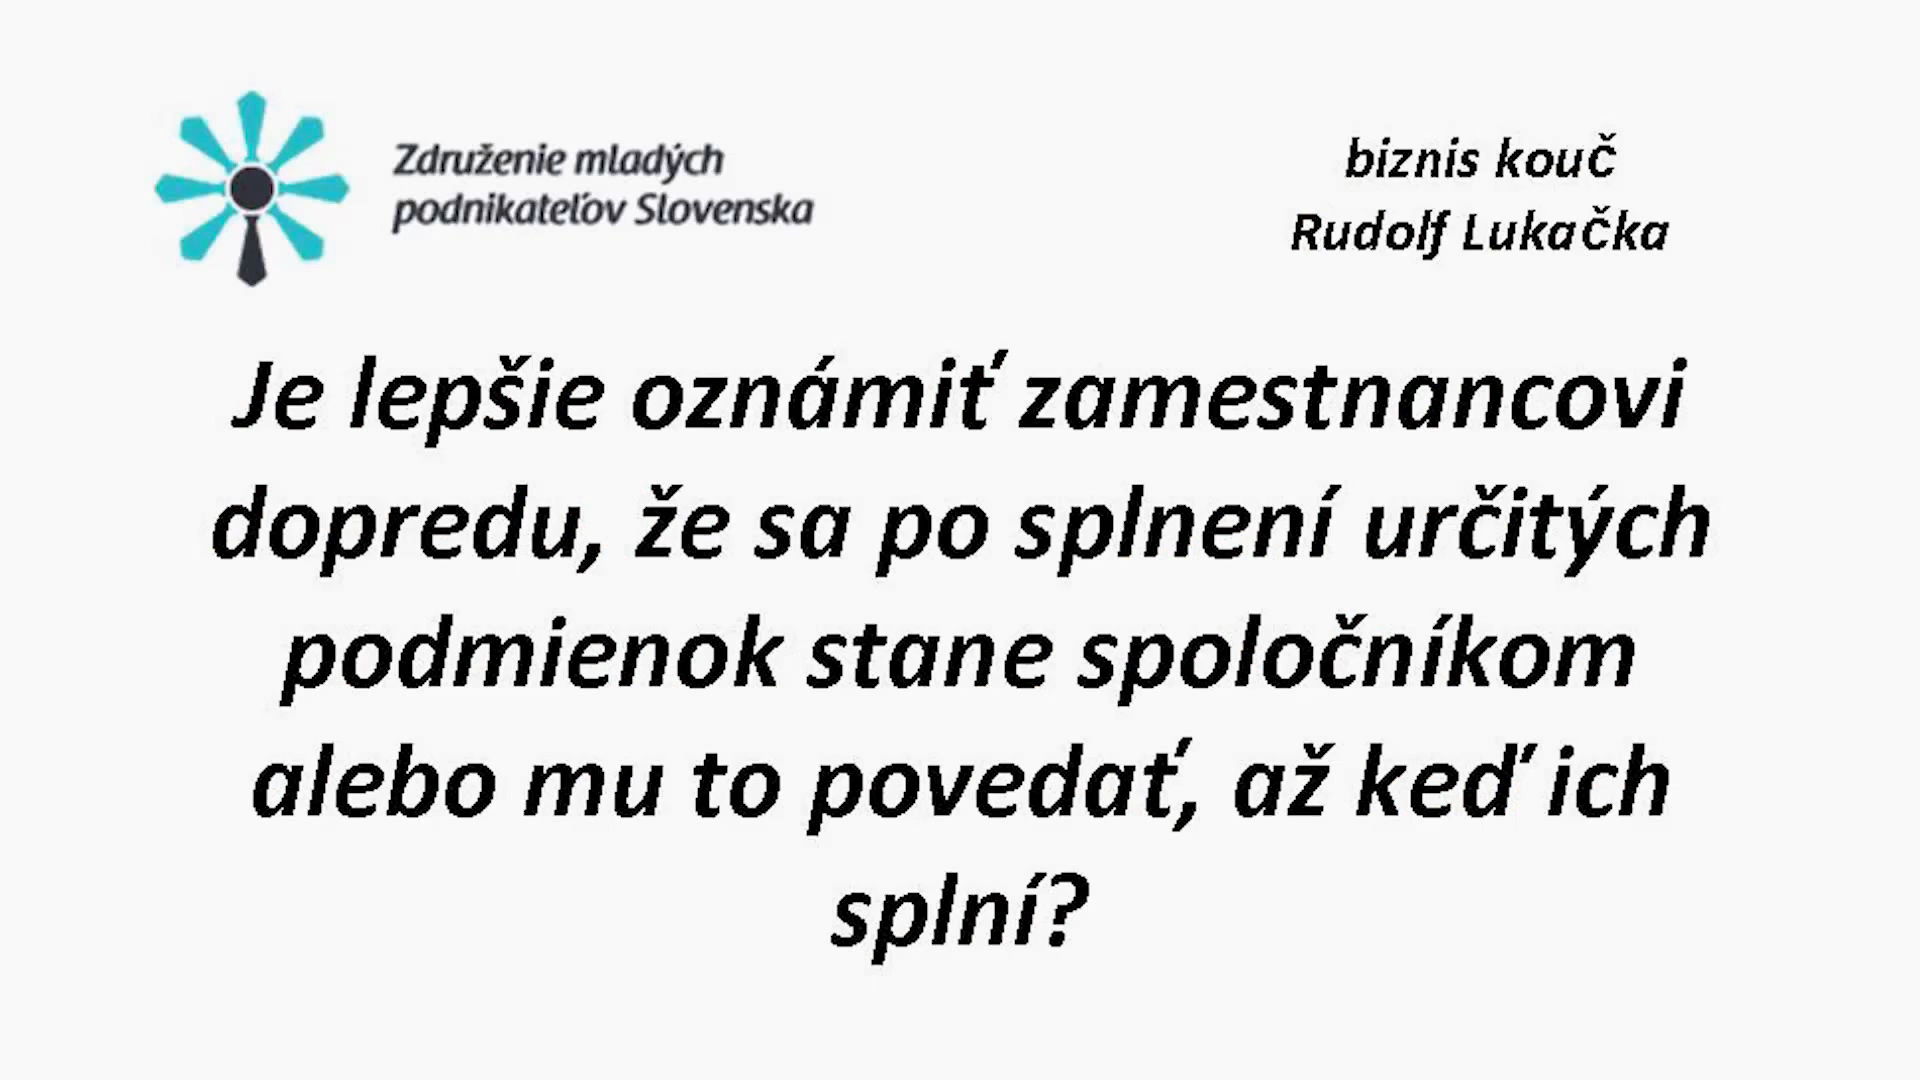 Združenie mladých
podnikateľov Slovenska
biznis kouč
Rudolf Lukačka
Je lepšie oznámiť zamestnancovi
dopredu, že sa po splnení určitých
podmienok stane spoločníkom
alebo mu to povedať, až keď ich
splní?